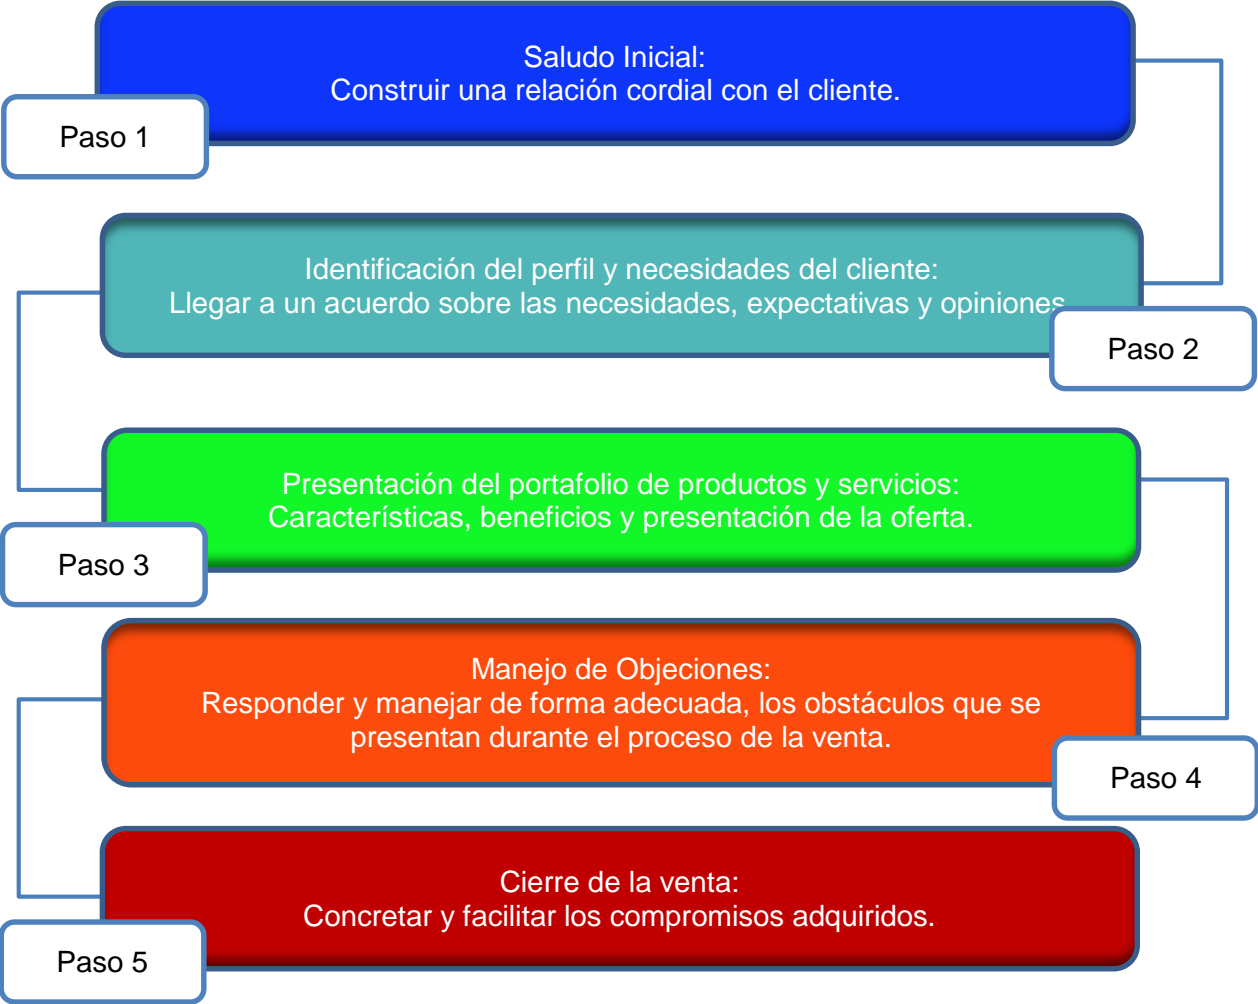 Saludo Inicial:
Construir una relación cordial con el cliente.
Paso 1
Identificación del perfil y necesidades del cliente:
Llegar a un acuerdo sobre las necesidades, expectativas y opiniones
Paso 2
Presentación del portafolio de productos y servicios:
Características, beneficios y presentación de la oferta.
Paso 3
Manejo de Objeciones:
Responder y manejar de forma adecuada, los obstáculos que se
presentan durante el proceso de la venta.
Paso 4
Cierre de la venta:
Concretar y facilitar los compromisos adquiridos.
Paso 5